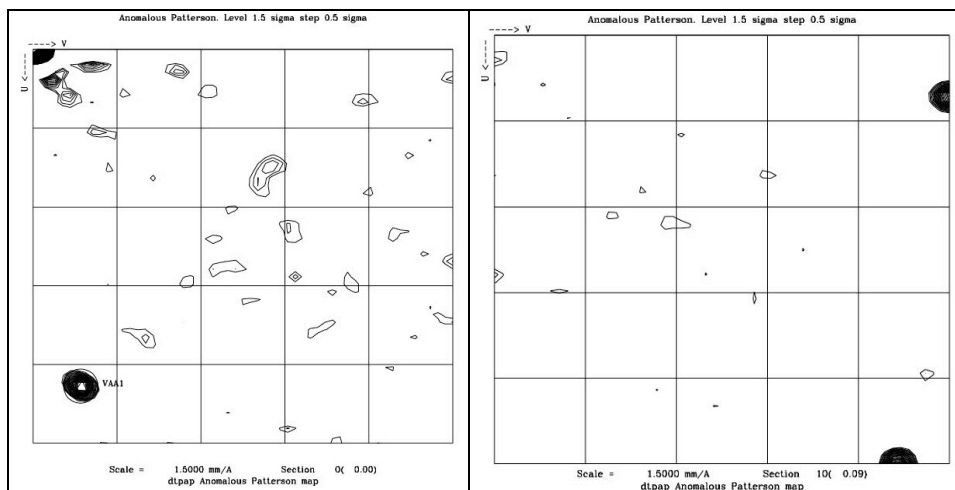 Anomalous Patterson. Level 1.5 sigma step 0.5 sigma
----> V
U <----
VAA1
Scale = 1.5000 mm/A Section 0( 0.00)
dtpap Anomalous Patterson map
Anomalous Patterson. Level 1.5 sigma step 0.5 sigma
----> V
U <----
Scale = 1.5000 mm/A Section 10( 0.09)
dtpap Anomalous Patterson map